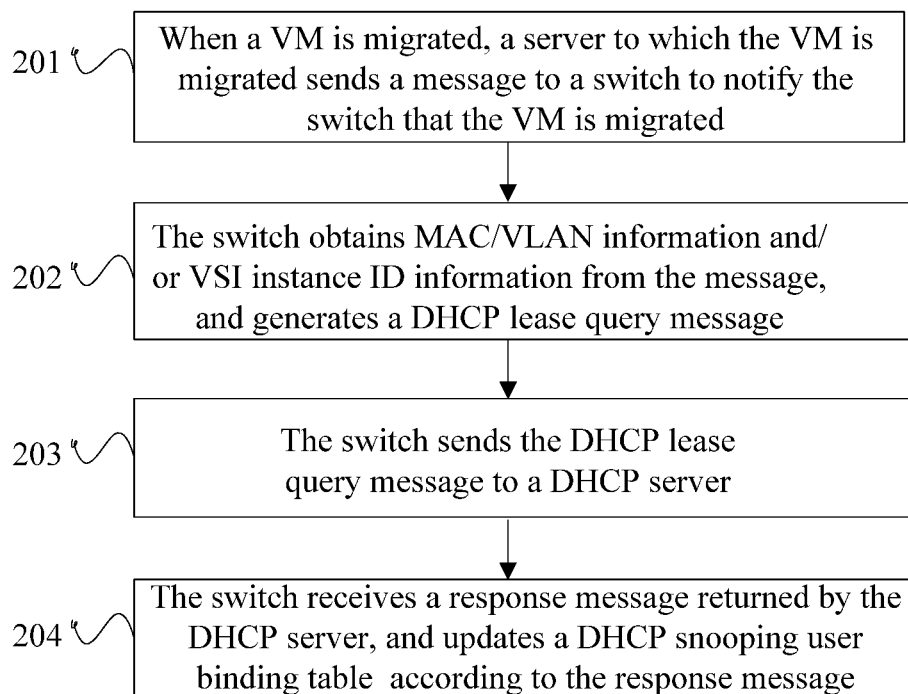 201
When a VM is migrated, a server to which the VM is
migrated sends a message to a switch to notify the
switch that the VM is migrated
202
The switch obtains MAC/VLAN information and/
or VSI instance ID information from the message,
and generates a DHCP lease query message
203
The switch sends the DHCP lease
query message to a DHCP server
204
The switch receives a response message returned by the
DHCP server, and updates a DHCP snooping user
binding table according to the response message